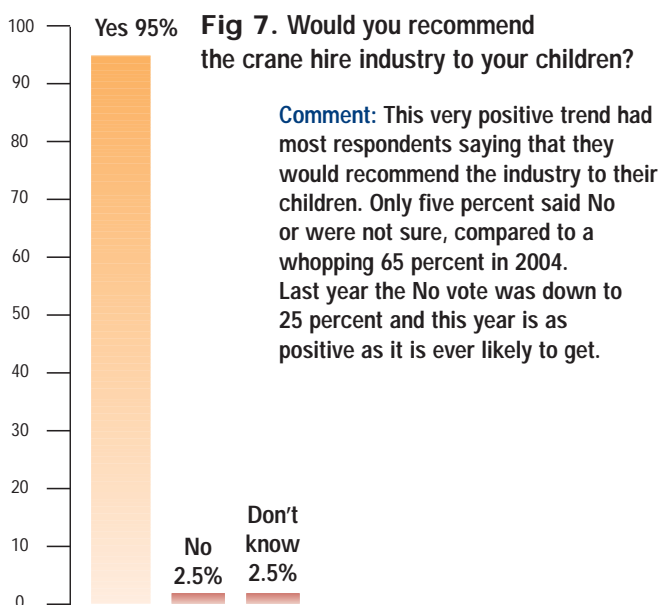 Fig 7. Would you recommend
the crane hire industry to your children?
Comment: This very positive trend had
most respondents saying that they
would recommend the industry to their
children. Only five percent said No
or were not sure, compared to a
whopping 65 percent in 2004.
Last year the No vote was down to
25 percent and this year is as
positive as it is ever likely to get.
100
90
80
70
60
50
40
30
20
10
0
Yes 95%
No
2.5%
Don't
know
2.5%